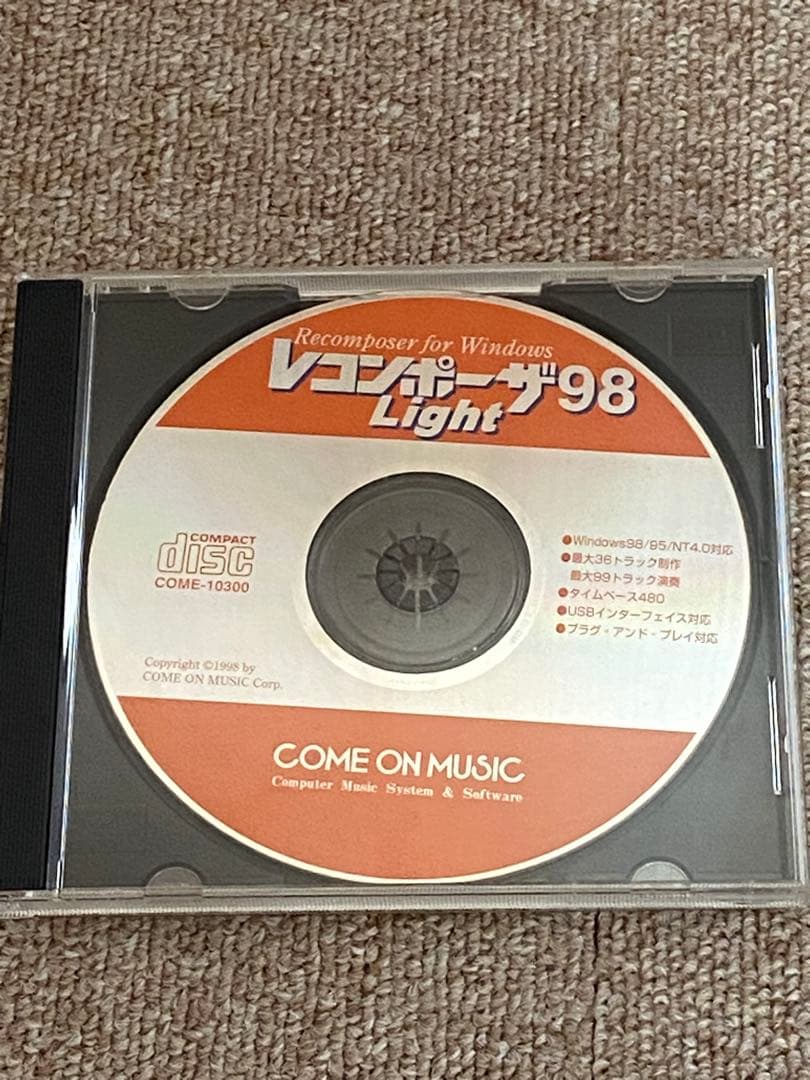 Recomposer for Windows
レコンポーザ98
Light
COMPACT
disc
COME-10300
●Windows98/95/NT4.0対応
●最大36トラック制作
最大99トラック演奏
●タイムベース480
●USBインターフェイス対応
●プラグ・アンド・プレイ対応
Copyright ©1998 by
COME ON MUSIC Corp.
COME ON MUSIC
Computer Music System & Software